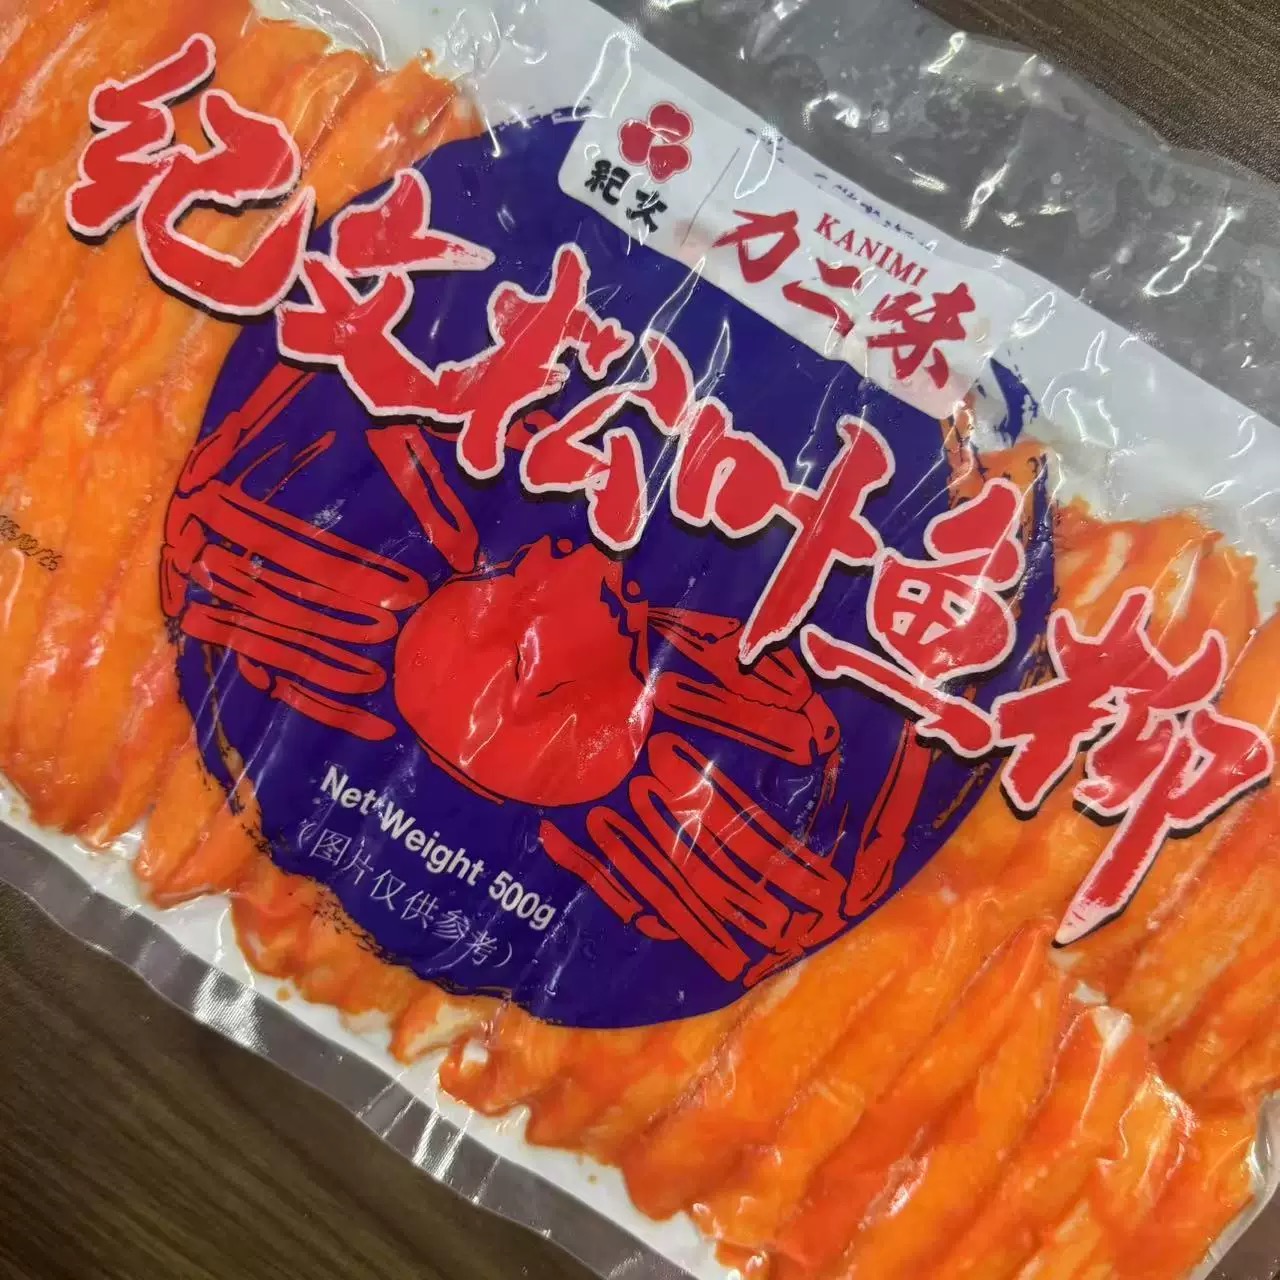 紀文
KANIMI
カニ味
纪文松叶鱼柳
Net Weight 500g
(图片仅供参考)